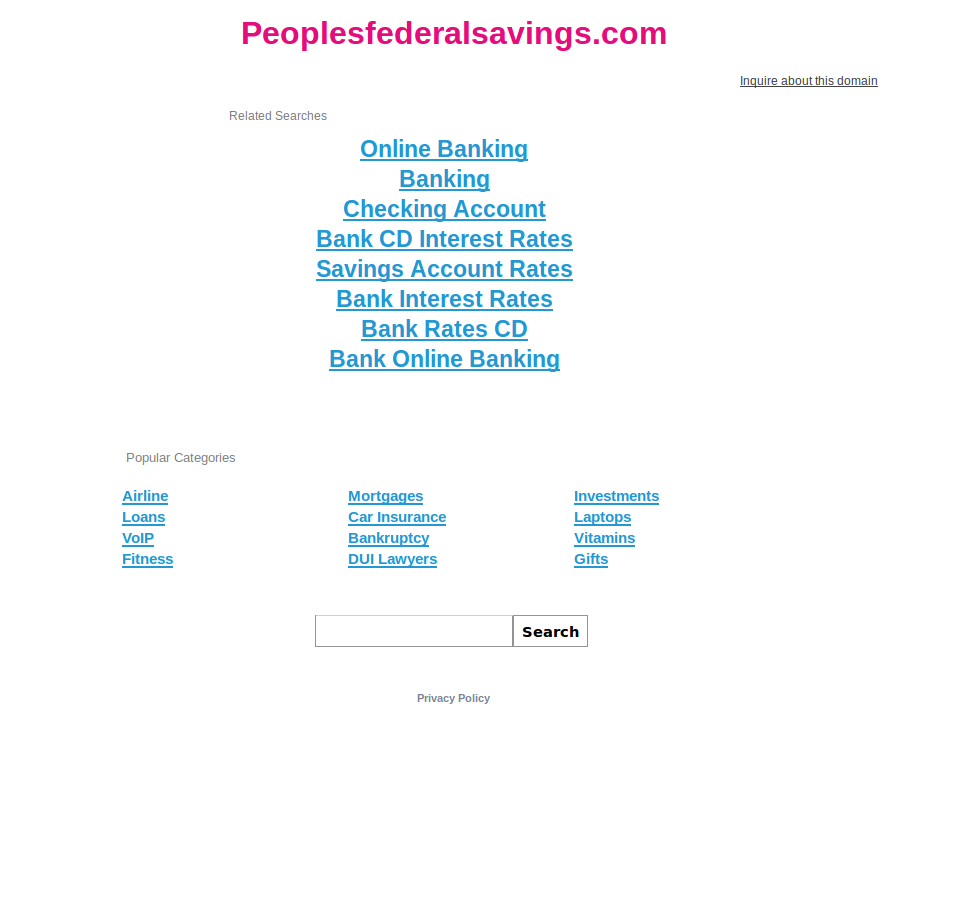 Peoplesfederalsavings.com
Inquire about this domain
Related Searches
Online Banking
Banking
Checking Account
Bank CD Interest Rates
Savings Account Rates
Bank Interest Rates
Bank Rates CD
Bank Online Banking
Popular Categories
Airline Mortgages Investments
Loans Car Insurance Laptops
VoIP Bankruptcy Vitamins
Fitness DUI Lawyers Gifts
Search
Privacy Policy